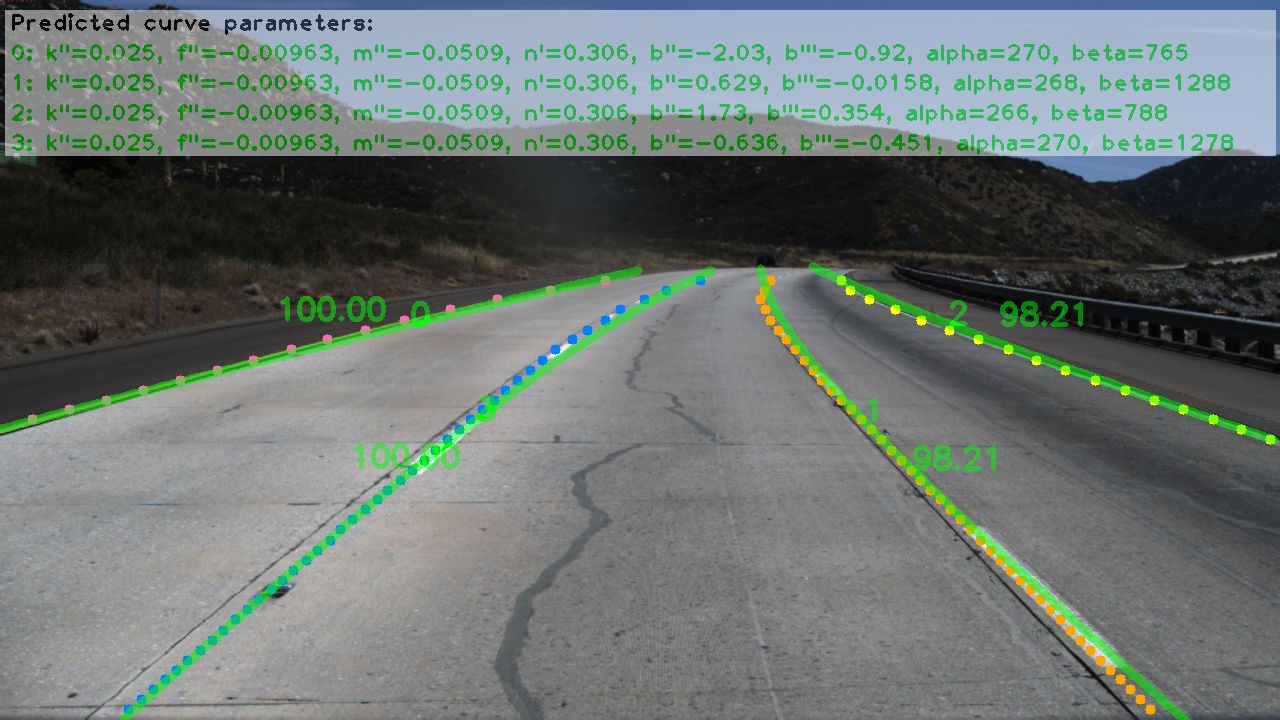 Predicted curve parameters:
0: k''=0.025, f''=-0.00963, m''=-0.0509, n'=0.306, b''=-2.03, b'''=-0.92, alpha=270, beta=765
1: k''=0.025, f''=-0.00963, m''=-0.0509, n'=0.306, b''=0.629, b'''=-0.0158, alpha=268, beta=1288
2: k''=0.025, f''=-0.00963, m''=-0.0509, n'=0.306, b''=1.73, b'''=0.354, alpha=266, beta=788
3: k''=0.025, f''=-0.00963, m''=-0.0509, n'=0.306, b''=-0.636, b'''=-0.451, alpha=270, beta=1278
100.00 0 2 98.21
3 1
100.00 98.21